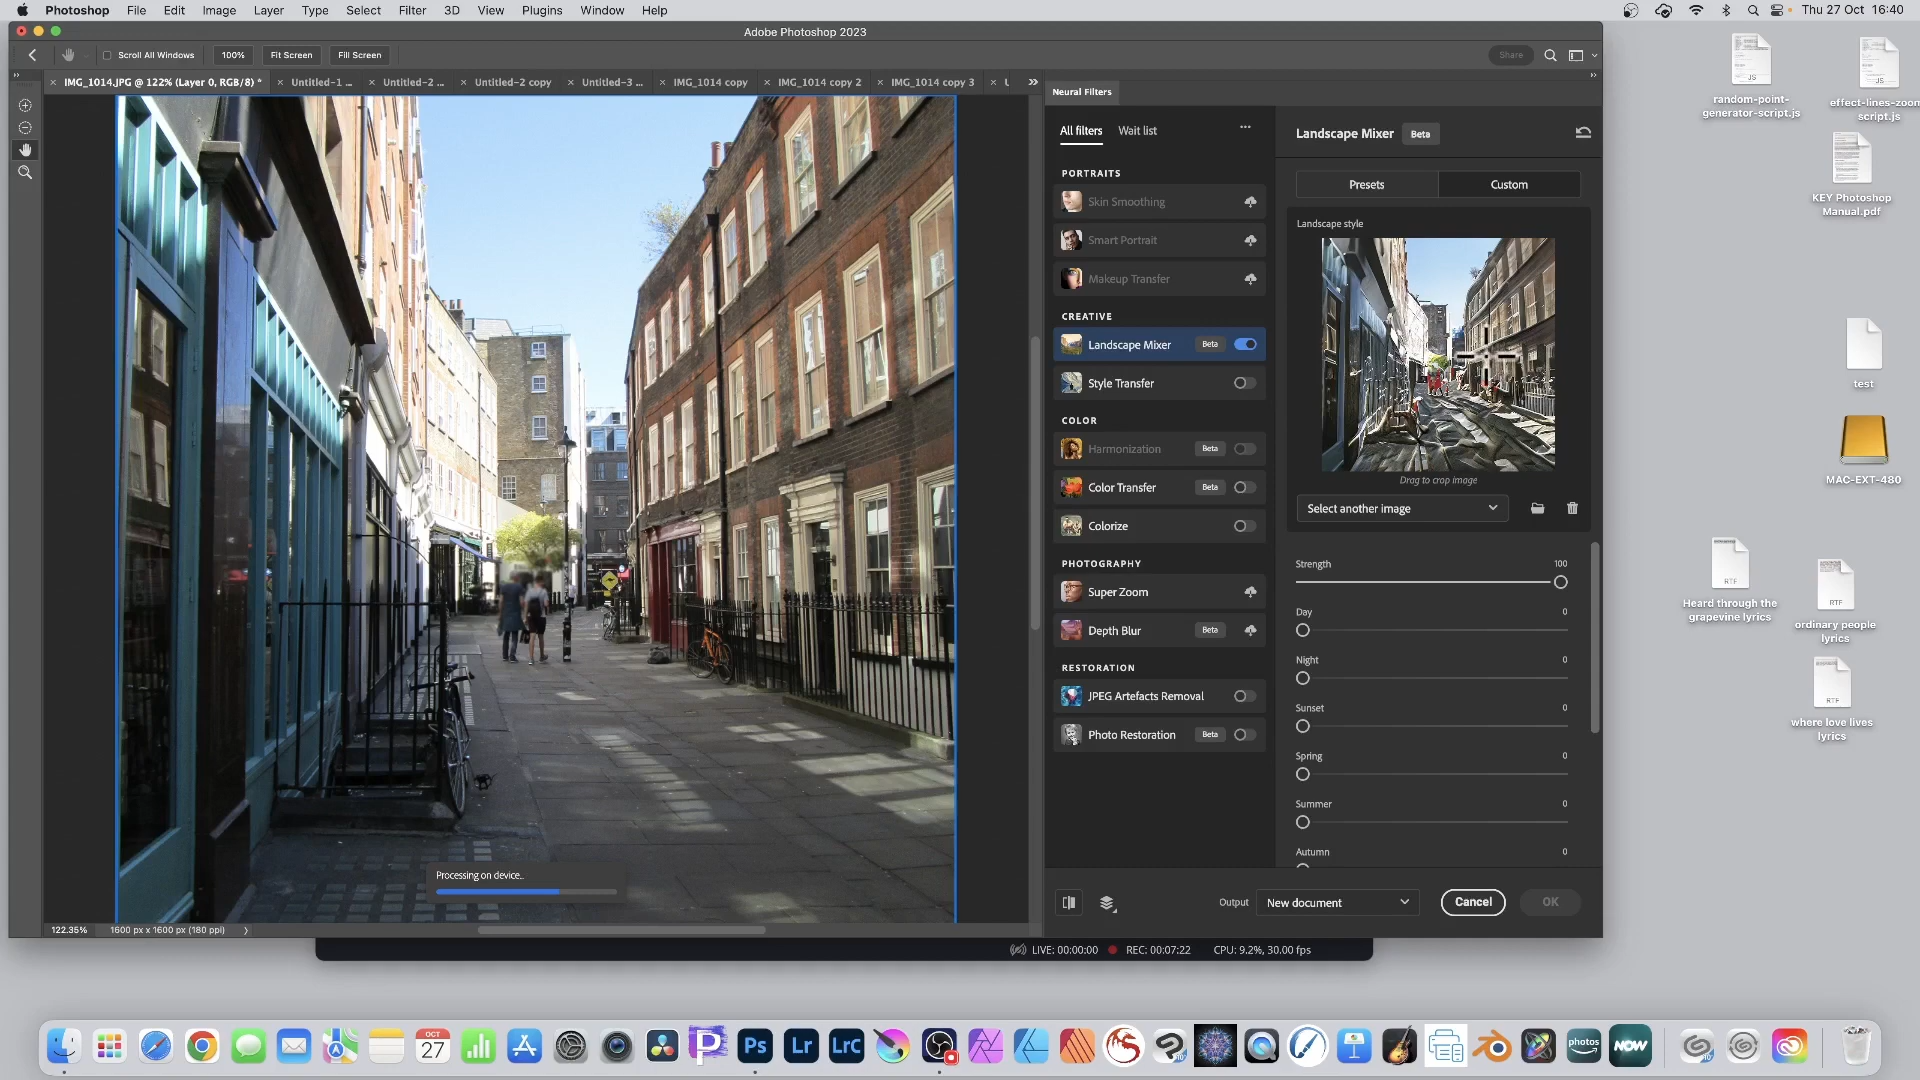 Photoshop File Edit Image Layer Type Select Filter 3D View Plugins Window Help Thu 27 Oct 16:40
Adobe Photoshop 2023
Scroll All Windows 100% Fit Screen Fill Screen Share
IMG_1014.JPG @ 122% (Layer 0, RGB/8) * Untitled-1 ... Untitled-2 ... Untitled-2 copy Untitled-3 ... IMG_1014 copy IMG_1014 copy 2 IMG_1014 copy 3
Neural Filters
All filters Wait list
PORTRAITS
Skin Smoothing
Smart Portrait
Makeup Transfer
CREATIVE
Landscape Mixer Beta
Style Transfer
COLOR
Harmonization Beta
Color Transfer Beta
Colorize
PHOTOGRAPHY
Super Zoom
Depth Blur Beta
RESTORATION
JPEG Artefacts Removal
Photo Restoration Beta
Landscape Mixer Beta
Presets Custom
Landscape style
Drag to crop image
Select another image
Strength 100
Day 0
Night 0
Sunset 0
Spring 0
Summer 0
Autumn 0
Processing on device..
Output New document Cancel OK
122.35% 1600 px x 1600 px (180 ppi)
LIVE: 00:00:00 REC: 00:07:22 CPU: 9.2%, 30.00 fps
JS
random-point-
generator-script.js
JS
effect-lines-zoom
script.js
KEY Photoshop
Manual.pdf
test
MAC-EXT-480
RTF
Heard through the
grapevine lyrics
RTF
ordinary people
lyrics
RTF
where love lives
lyrics
OCT
27
Ps
Lr
LrC
photos
NOW